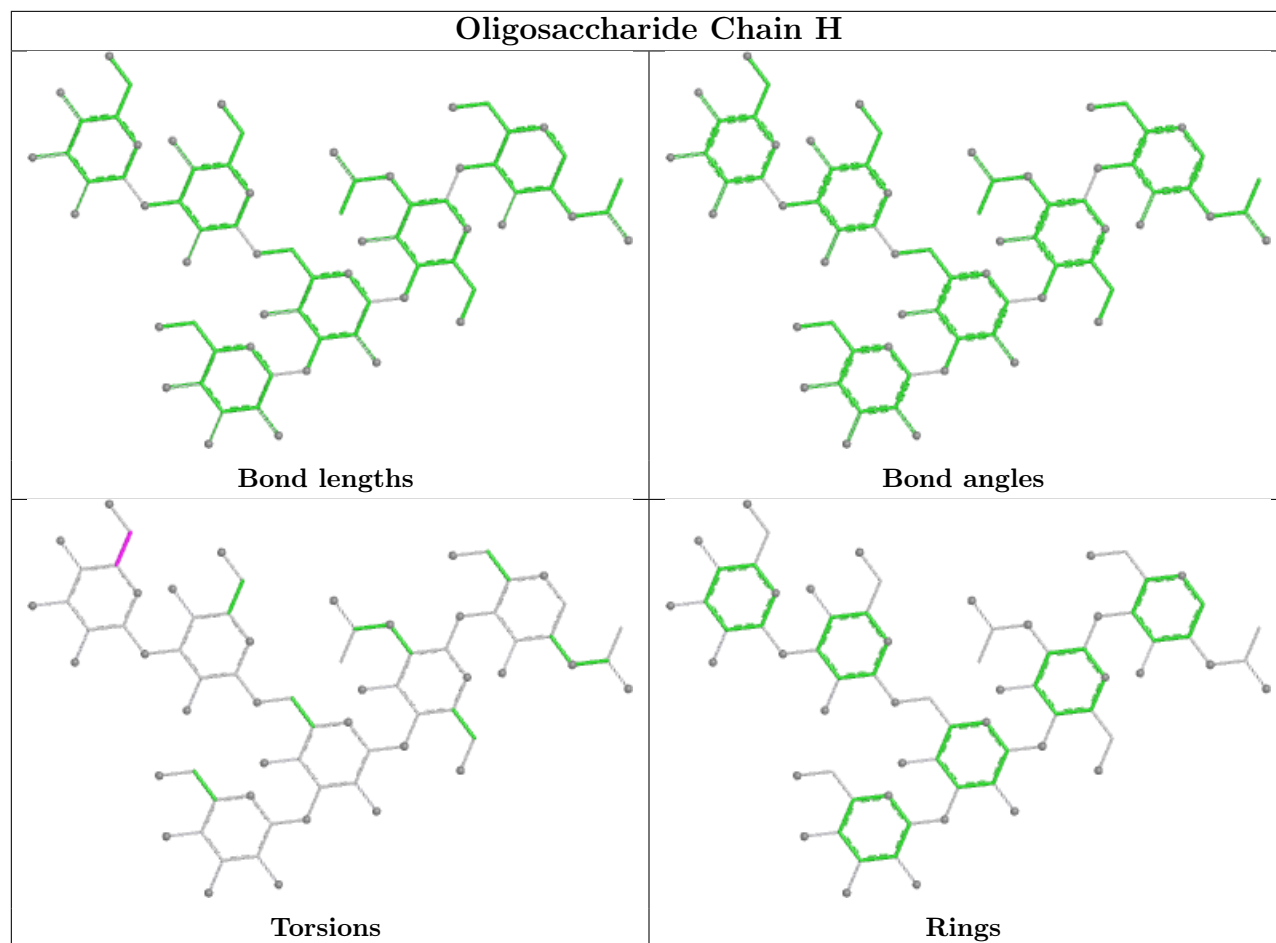 Oligosaccharide Chain H
Bond lengths
Bond angles
Torsions
Rings